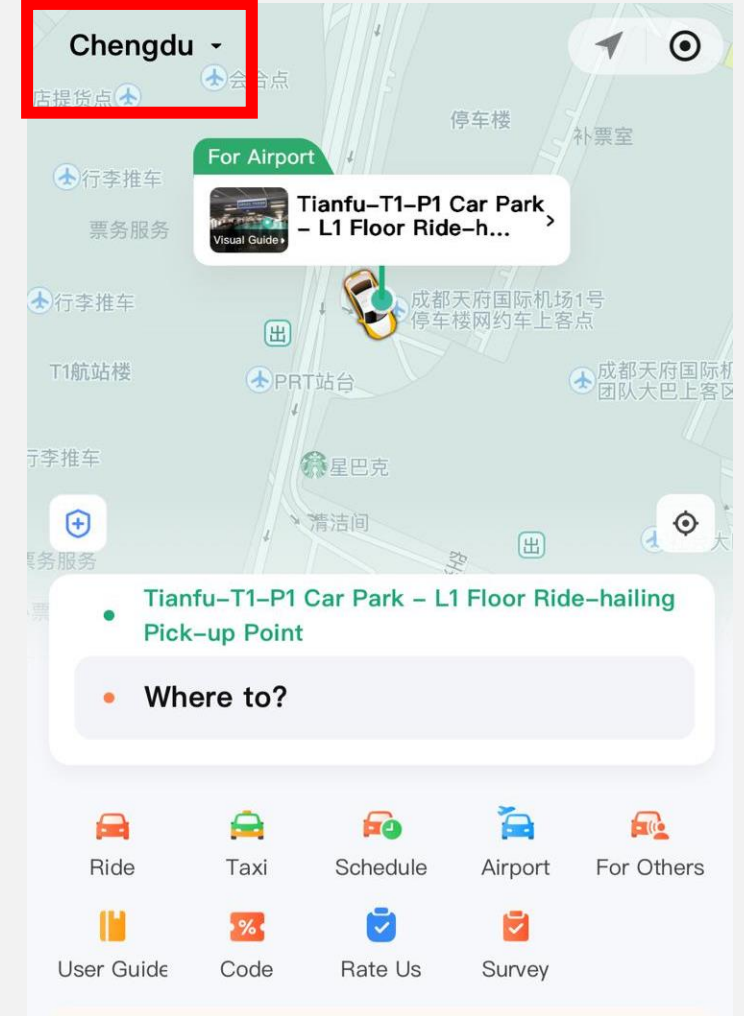 Chengdu
会合点
店提货点
停车楼
补票室
For Airport
行李推车
Tianfu–T1–P1 Car Park
– L1 Floor Ride–h...
Visual Guide
票务服务
行李推车
成都天府国际机场1号
停车楼网约车上客点
出
T1航站楼
PRT站台
成都天府国际机
团队大巴上客区
李推车
星巴克
清洁间
出
务服务
Tianfu–T1–P1 Car Park – L1 Floor Ride–hailing
Pick–up Point
Where to?
Ride
Taxi
Schedule
Airport
For Others
%
User Guide
Code
Rate Us
Survey